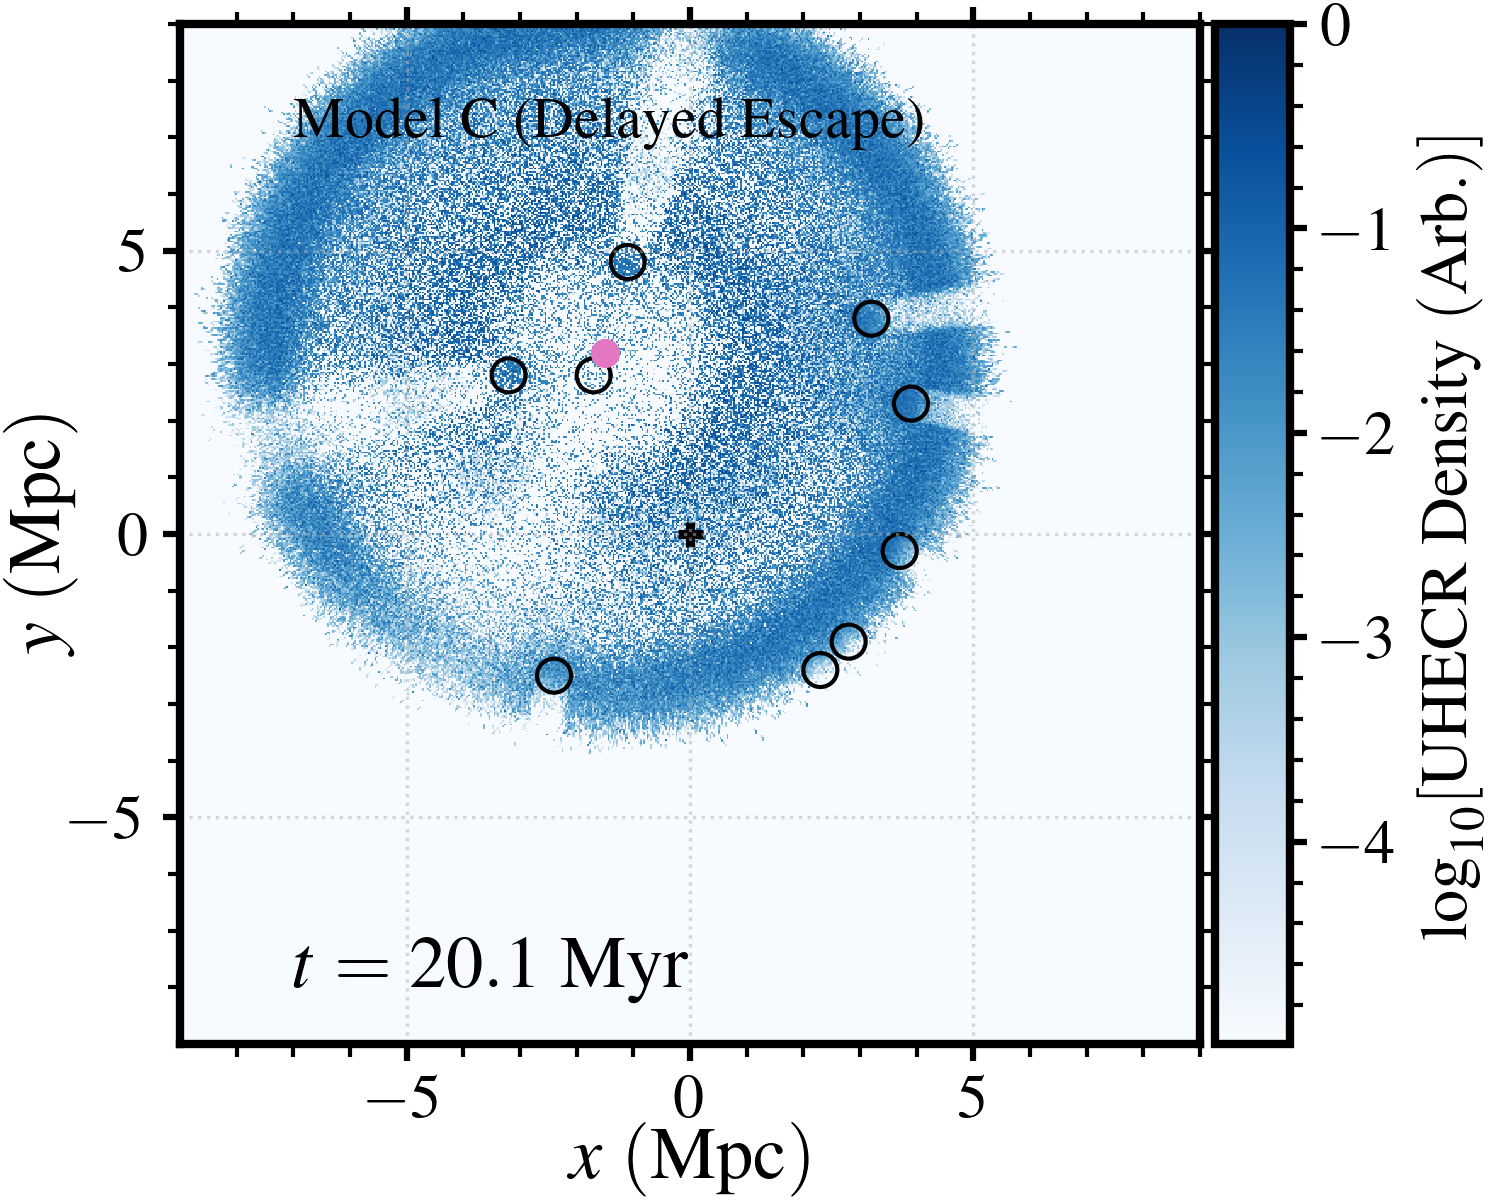 Model C (Delayed Escape)
t = 20.1 Myr
5
0
−5
y (Mpc)
−5
0
5
x (Mpc)
0
−1
−2
−3
−4
log₁₀[UHECR Density (Arb.)]